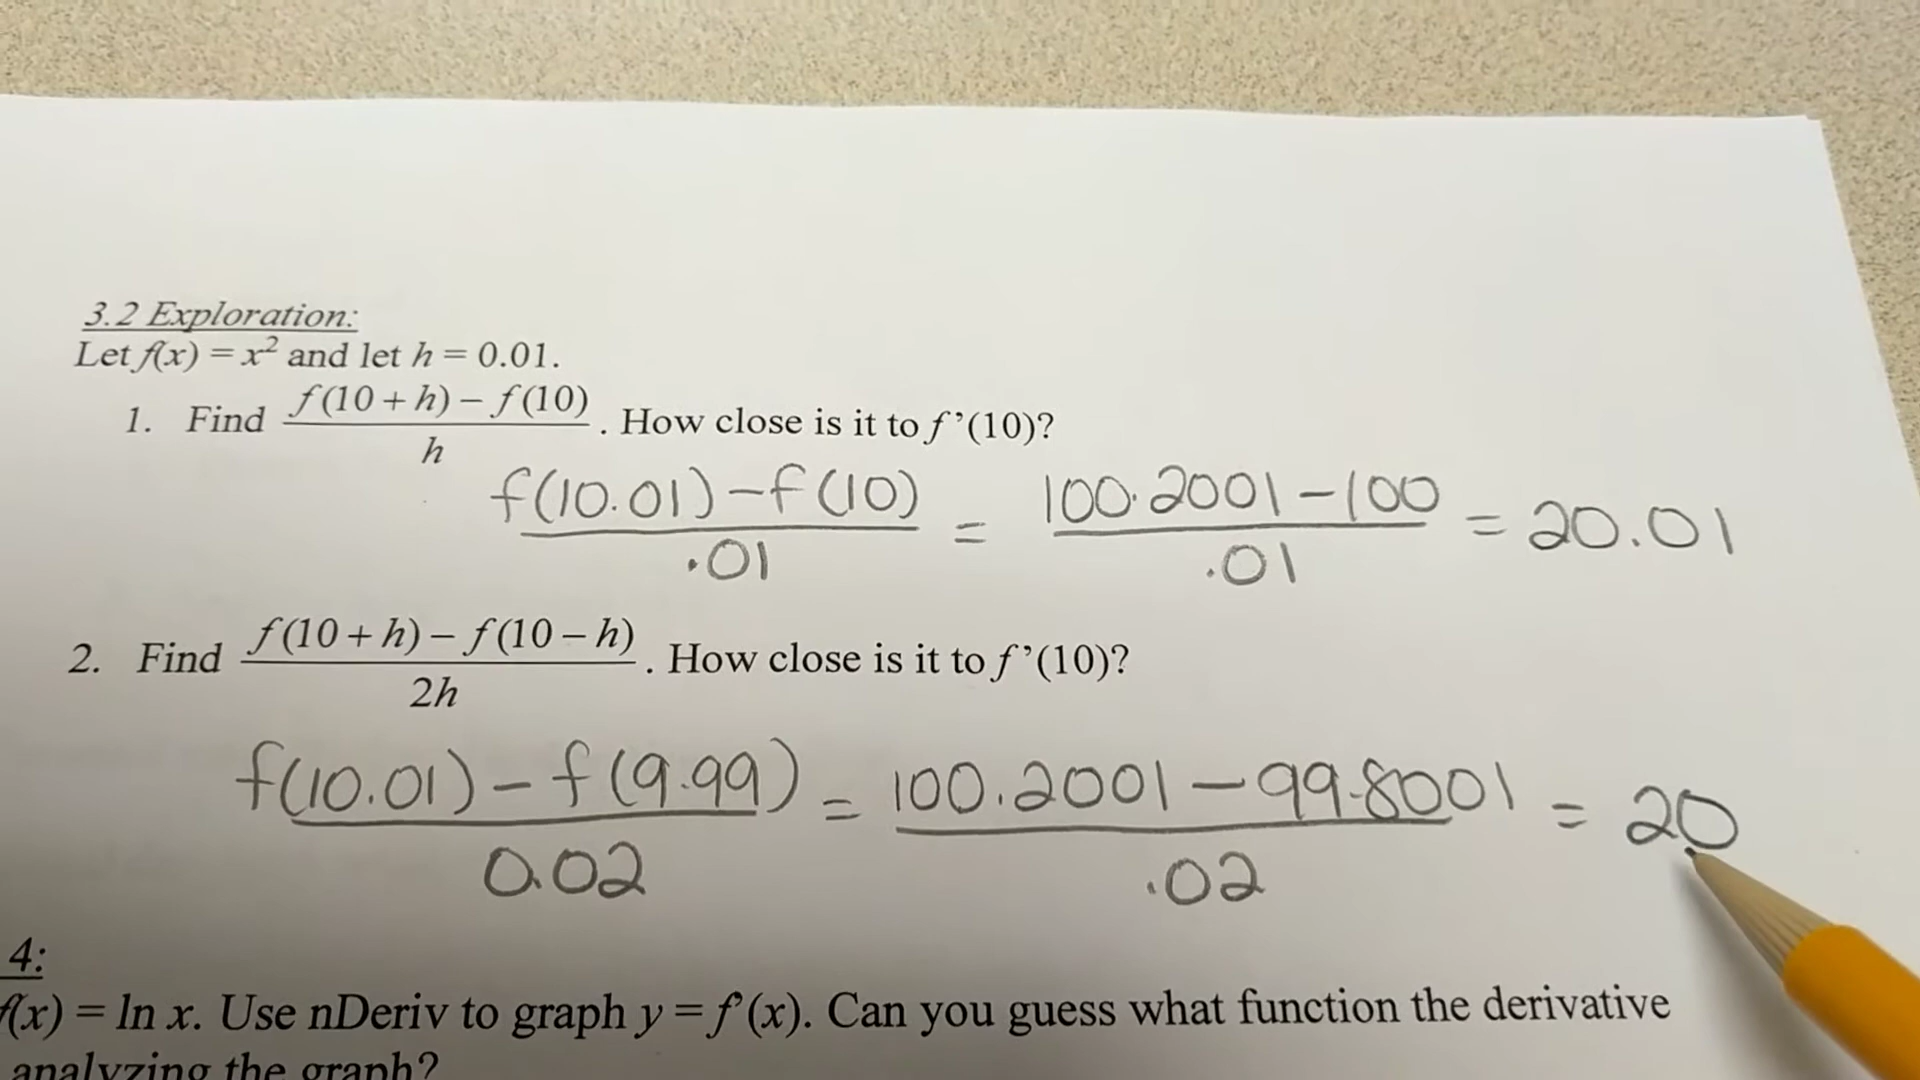 3.2 Exploration:
Let f(x) = x² and let h = 0.01.
1. Find f(10 + h) – f(10) / h . How close is it to f’(10)?
f(10.01) – f(10) / .01 = 100.2001 – 100 / .01 = 20.01
2. Find f(10 + h) – f(10 – h) / 2h . How close is it to f’(10)?
f(10.01) – f(9.99) / 0.02 = 100.2001 – 99.8001 / .02 = 20
4:
f(x) = ln x. Use nDeriv to graph y = f’(x). Can you guess what function the derivative
analyzing the graph?